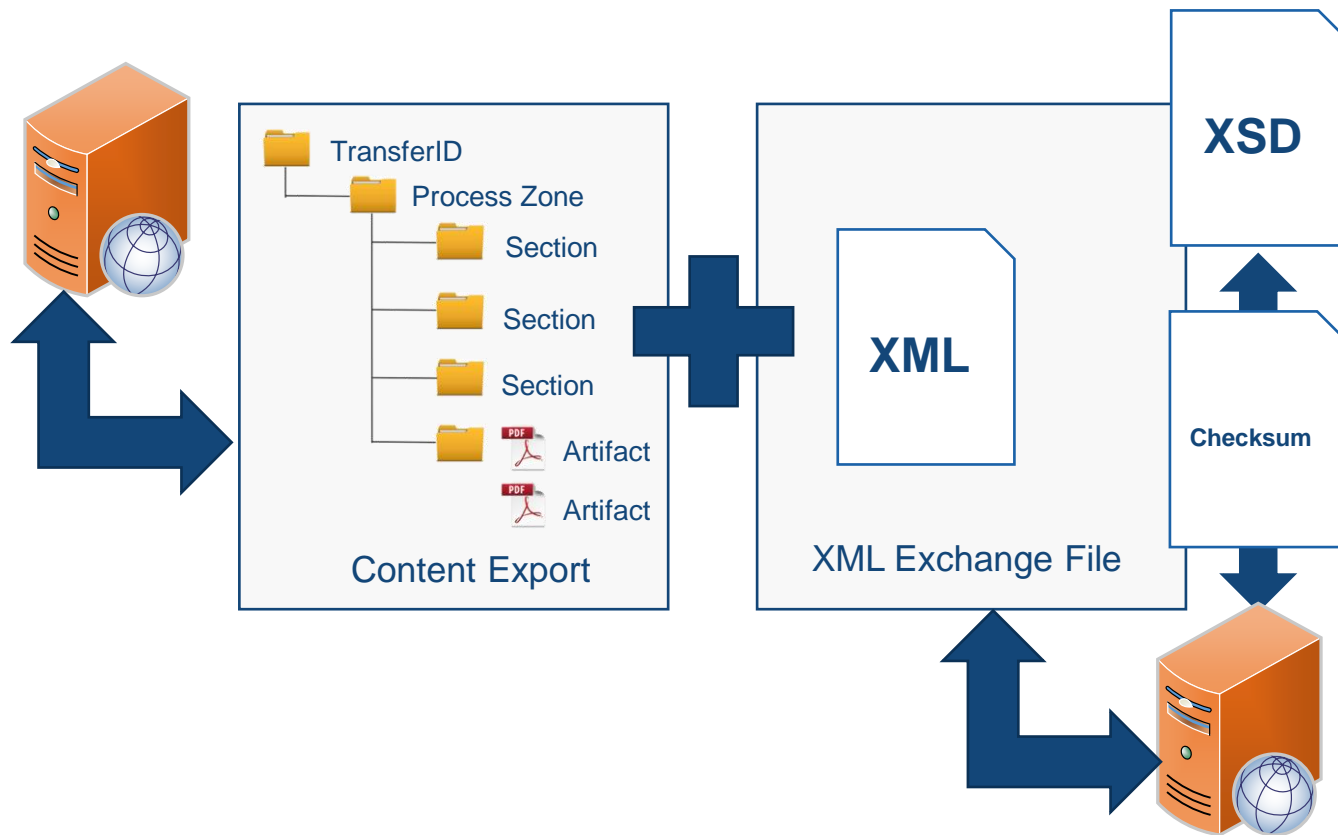 TransferID
Process Zone
Section
Section
Section
PDF
Artifact
PDF
Artifact
Content Export
XML
XML Exchange File
XSD
Checksum